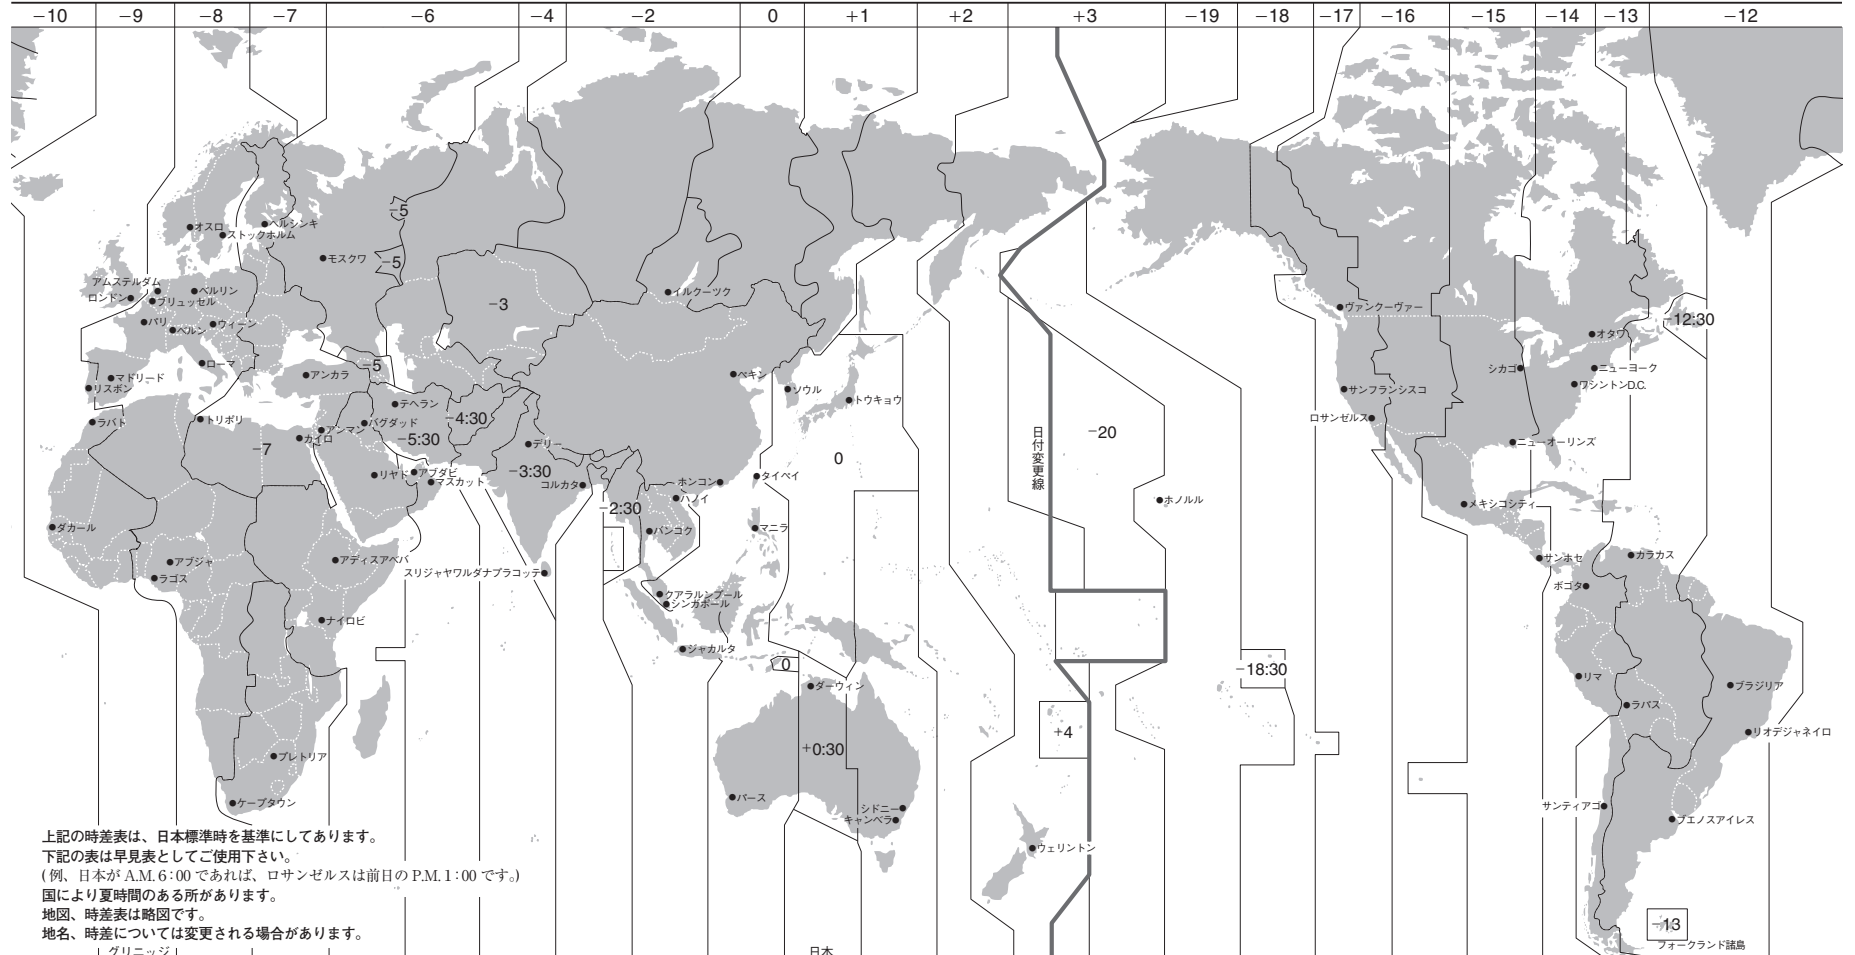 −10 −9 −8 −7 −6 −4 −2 0 +1 +2 +3 −19 −18 −17 −16 −15 −14 −13 −12
−5
オスロ
ヘルシンキ
ストックホルム
モスクワ
−5
アムステルダム
ロンドン
ベルリン
ブリュッセル
イルクーツク
−3
ヴァンクーヴァー
−12:30
パリ
ベルン
ウィーン
オタワ
ローマ
−5
マドリード
アンカラ
ペキン
シカゴ
ニューヨーク
リスボン
ソウル
サンフランシスコ
ワシントンD.C.
テヘラン
トウキョウ
ラバト
トリポリ
バグダッド
−4:30
ロサンゼルス
アンマン
カイロ
−5:30
−7
デリー
−20
日付変更線
ニューオーリンズ
0
リヤド
アブダビ
マスカット
−3:30
コルカタ
ホンコン
タイペイ
ハノイ
ホノルル
メキシコシティ
−2:30
ダカール
バンコク
マニラ
アブジャ
アディスアベバ
サンホセ
カラカス
ラゴス
スリジャヤワルダナプラコッテ
ボゴタ
クアラルンプール
シンガポール
ナイロビ
ジャカルタ
0
−18:30
リマ
ダーウィン
ブラジリア
ラパス
+4
リオデジャネイロ
+0:30
プレトリア
パース
ケープタウン
シドニー
キャンベラ
サンティアゴ
ブエノスアイレス
ウェリントン
上記の時差表は、日本標準時を基準にしてあります。
下記の表は早見表としてご使用下さい。
(例、日本が A.M. 6:00 であれば、ロサンゼルスは前日の P.M. 1:00 です。)
国により夏時間のある所があります。
地図、時差表は略図です。
地名、時差については変更される場合があります。
−13
フォークランド諸島
グリニッジ
日本